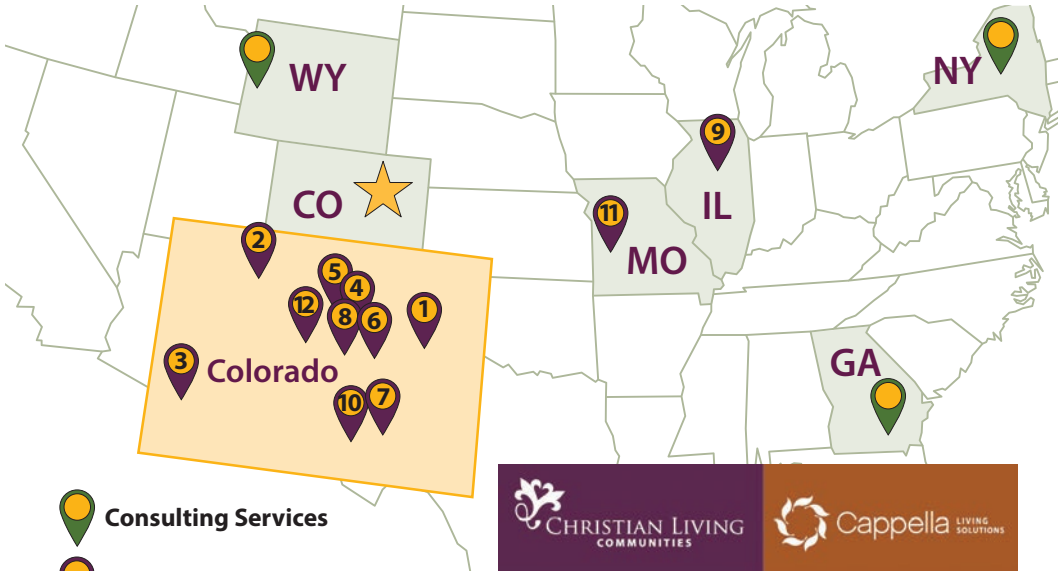 WY
NY
9
CO
IL
11
MO
2
5
4
12
8
6
1
3
Colorado
GA
10
7
Consulting Services
CHRISTIAN LIVING
COMMUNITIES
Cappella LIVING
SOLUTIONS